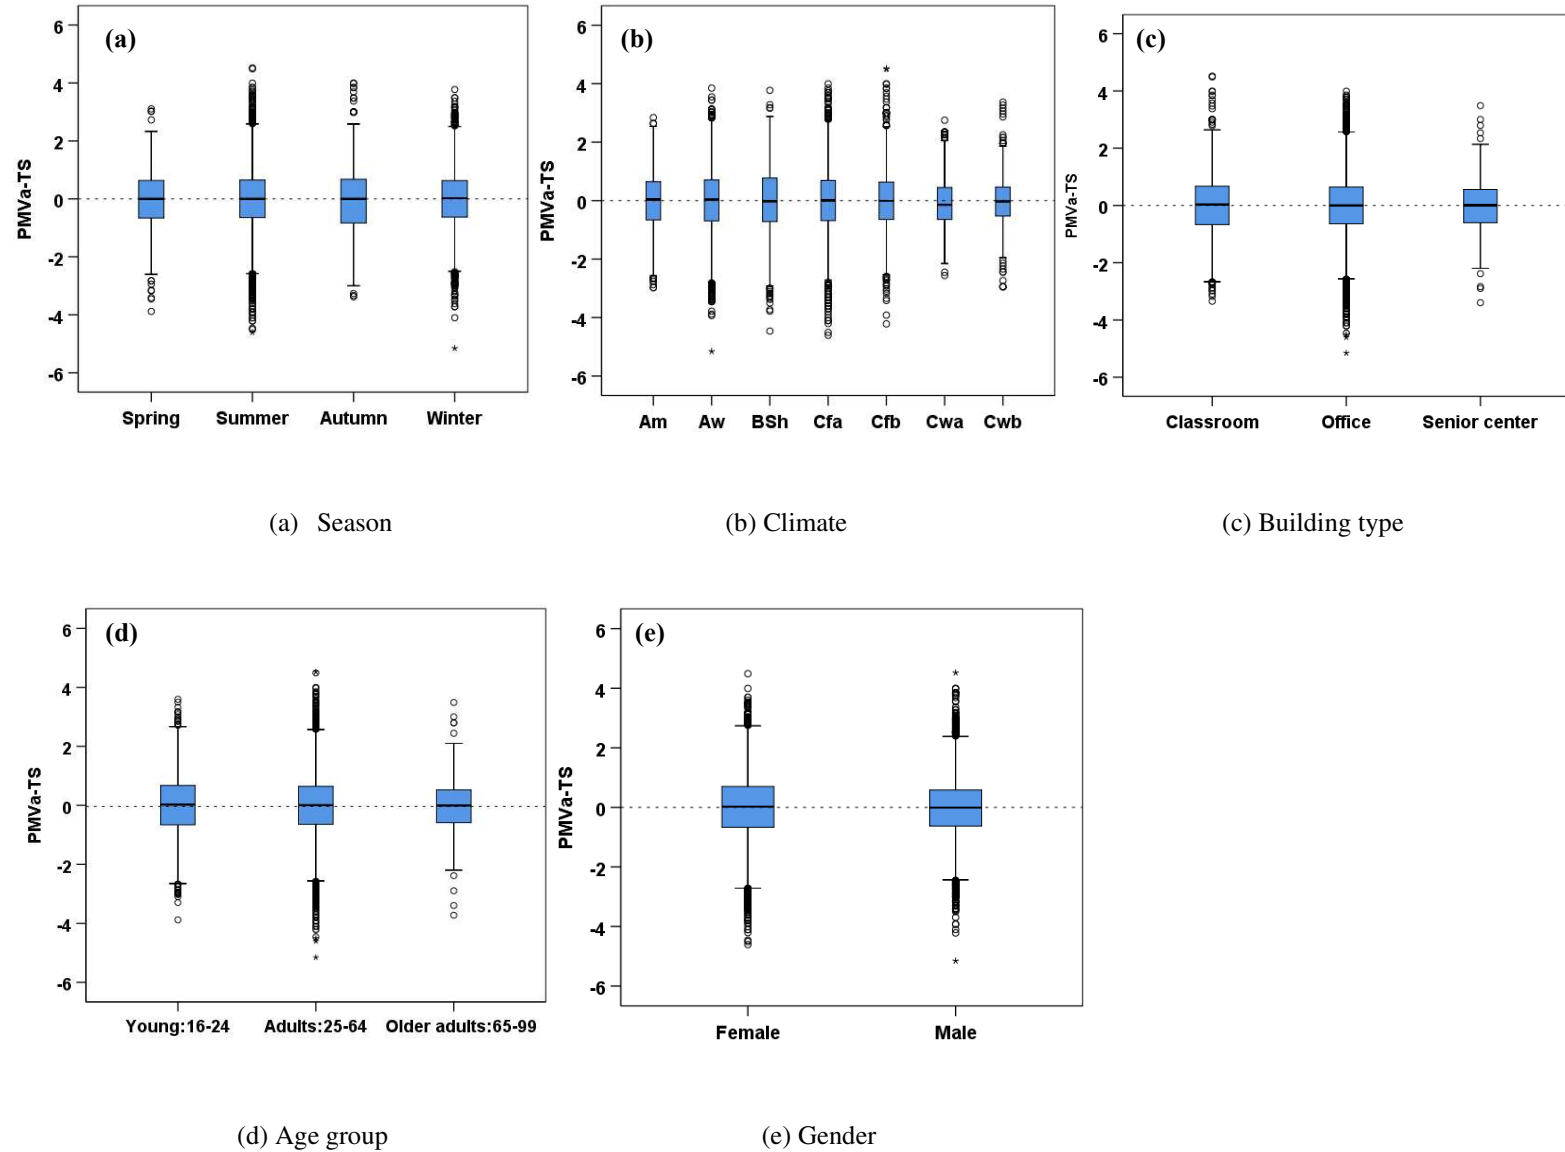 (a)
PMVa-TS
6
4
2
0
-2
-4
-6
Spring Summer Autumn Winter
(b)
PMVa-TS
6
4
2
0
-2
-4
-6
Am Aw BSh Cfa Cfb Cwa Cwb
(c)
PMVa-TS
6
4
2
0
-2
-4
-6
Classroom Office Senior center
(a) Season
(b) Climate
(c) Building type
(d)
PMVa-TS
6
4
2
0
-2
-4
-6
Young:16-24 Adults:25-64 Older adults:65-99
(e)
PMVa-TS
6
4
2
0
-2
-4
-6
Female Male
(d) Age group
(e) Gender